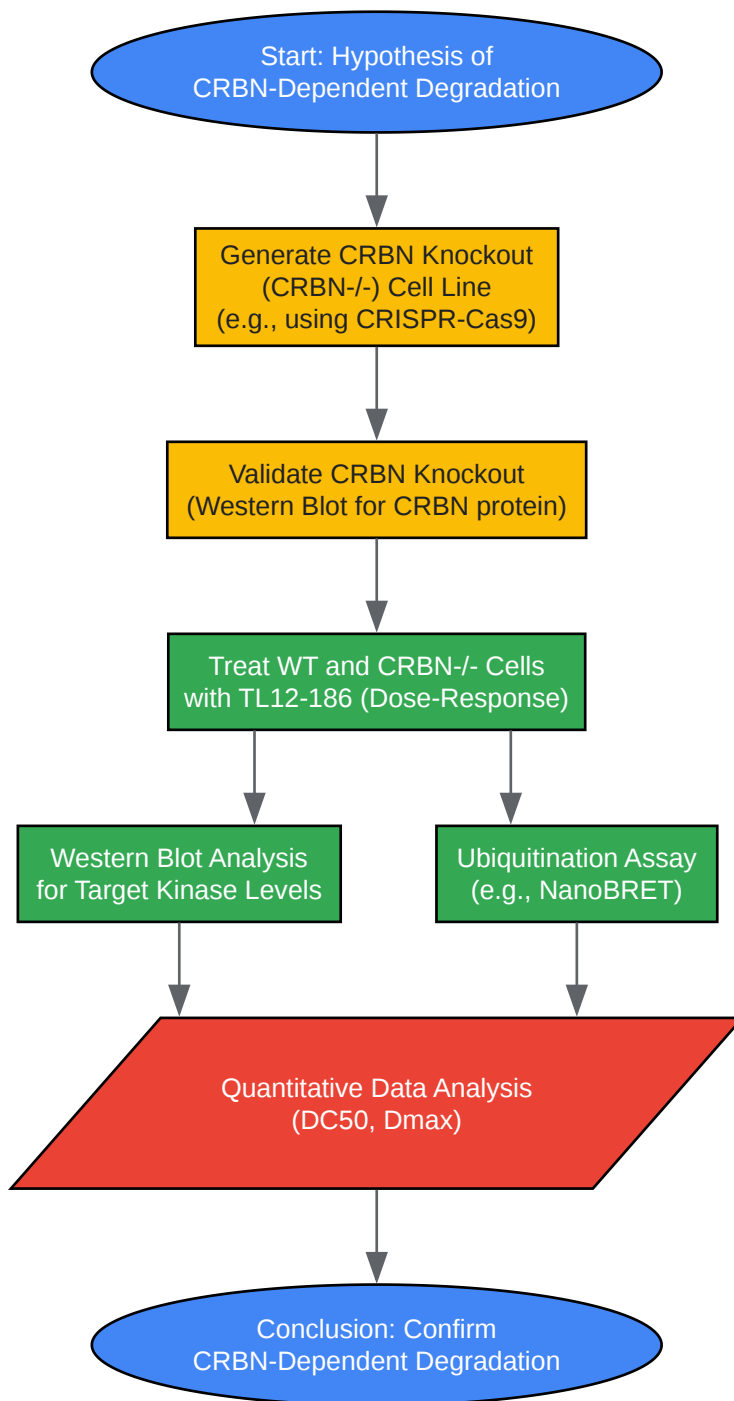 Start: Hypothesis of
CRBN-Dependent Degradation
Generate CRBN Knockout
(CRBN-/-) Cell Line
(e.g., using CRISPR-Cas9)
Validate CRBN Knockout
(Western Blot for CRBN protein)
Treat WT and CRBN-/- Cells
with TL12-186 (Dose-Response)
Western Blot Analysis
for Target Kinase Levels
Ubiquitination Assay
(e.g., NanoBRET)
Quantitative Data Analysis
(DC50, Dmax)
Conclusion: Confirm
CRBN-Dependent Degradation